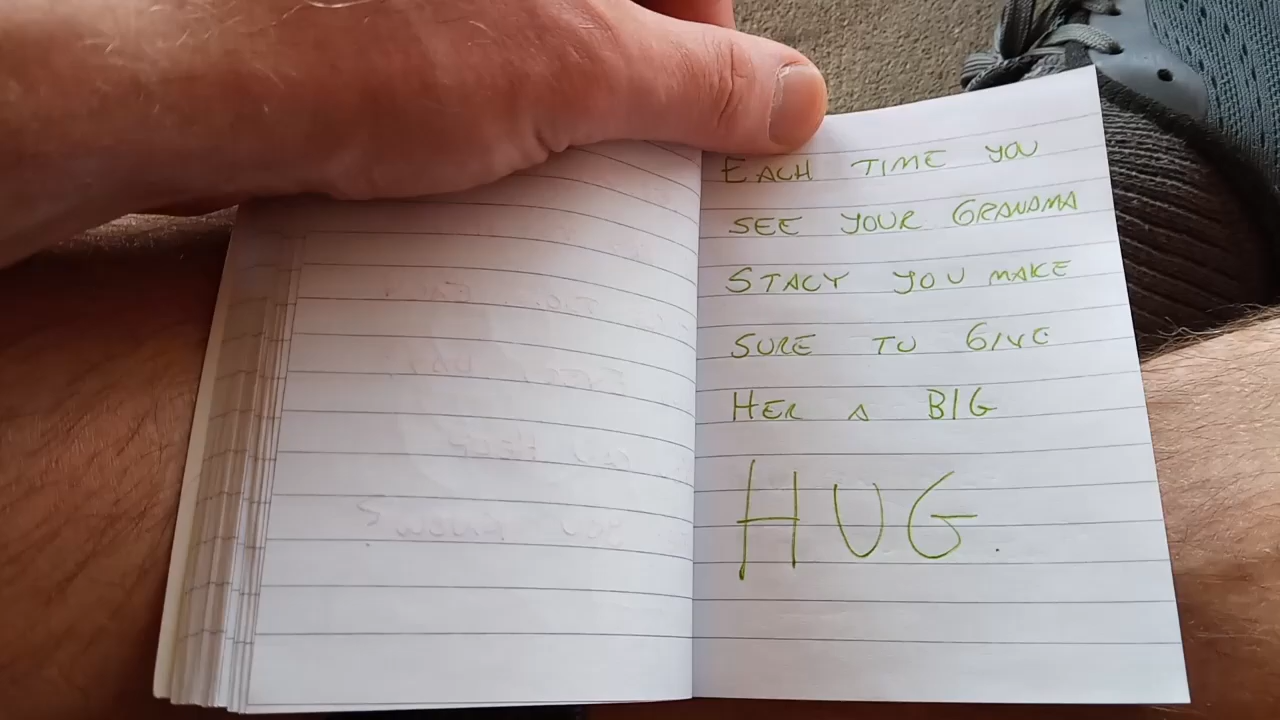 EACH TIME YOU
SEE YOUR GRANDMA
STACY YOU MAKE
SURE TO GIVE
HER A BIG
HUG.